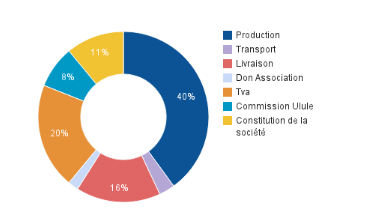 11%
8%
40%
20%
16%
Production
Transport
Livraison
Don Association
Tva
Commission Ulule
Constitution de la
société